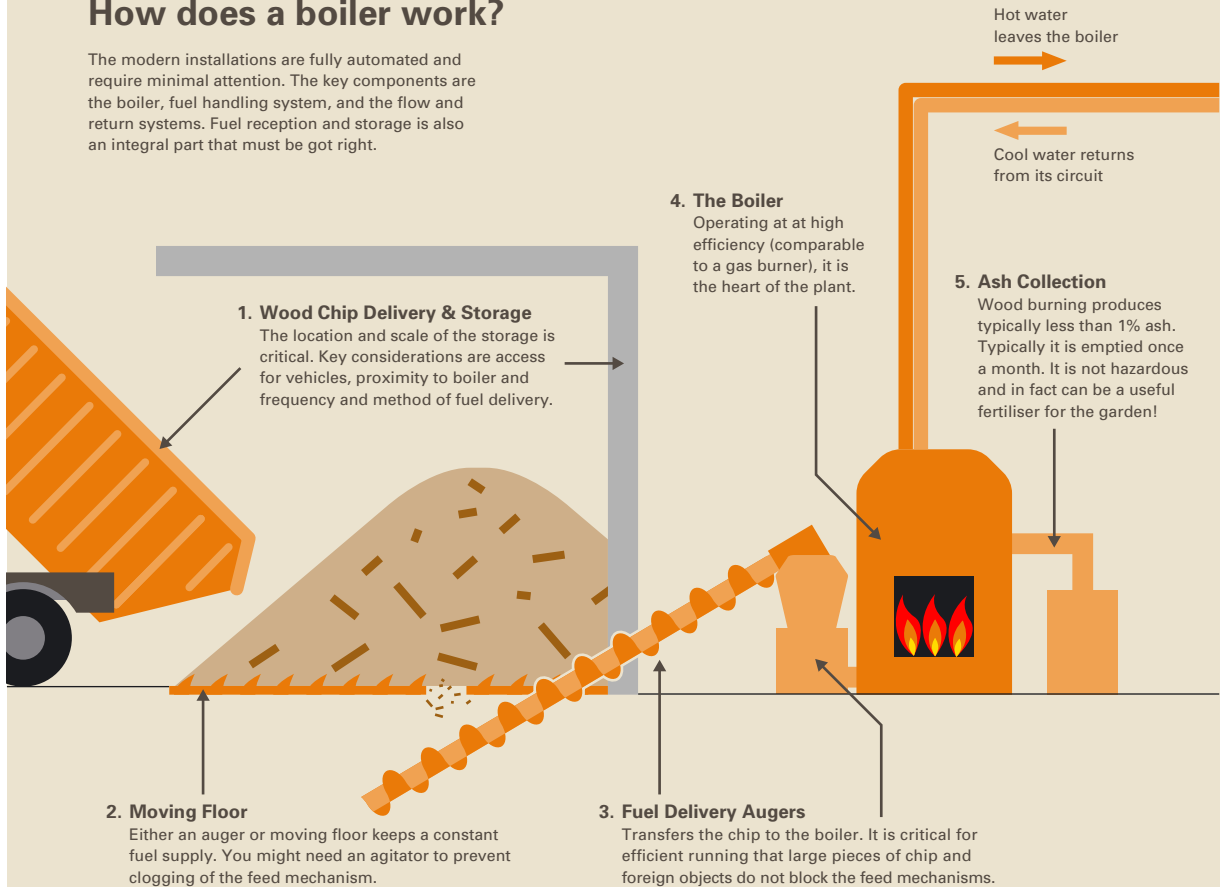 How does a boiler work?
The modern installations are fully automated and
require minimal attention. The key components are
the boiler, fuel handling system, and the flow and
return systems. Fuel reception and storage is also
an integral part that must be got right.
Hot water
leaves the boiler
Cool water returns
from its circuit
1. Wood Chip Delivery & Storage
The location and scale of the storage is
critical. Key considerations are access
for vehicles, proximity to boiler and
frequency and method of fuel delivery.
4. The Boiler
Operating at at high
efficiency (comparable
to a gas burner), it is
the heart of the plant.
5. Ash Collection
Wood burning produces
typically less than 1% ash.
Typically it is emptied once
a month. It is not hazardous
and in fact can be a useful
fertiliser for the garden!
2. Moving Floor
Either an auger or moving floor keeps a constant
fuel supply. You might need an agitator to prevent
clogging of the feed mechanism.
3. Fuel Delivery Augers
Transfers the chip to the boiler. It is critical for
efficient running that large pieces of chip and
foreign objects do not block the feed mechanisms.